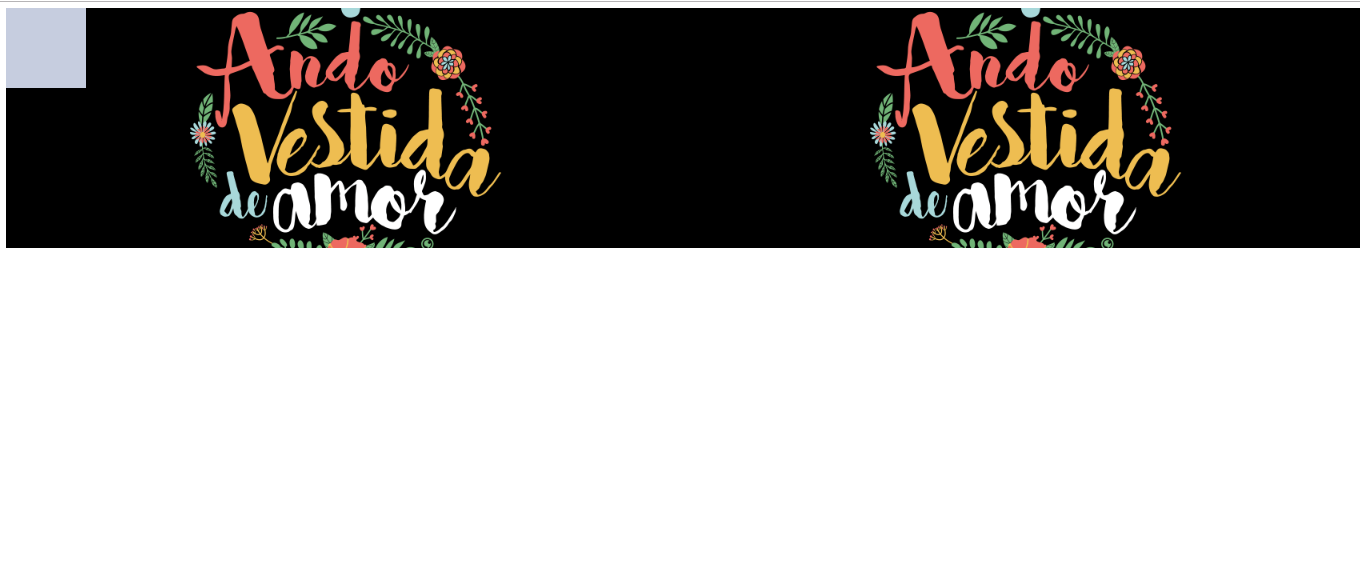 Ando
Vestida
de amor
Ando
Vestida
de amor